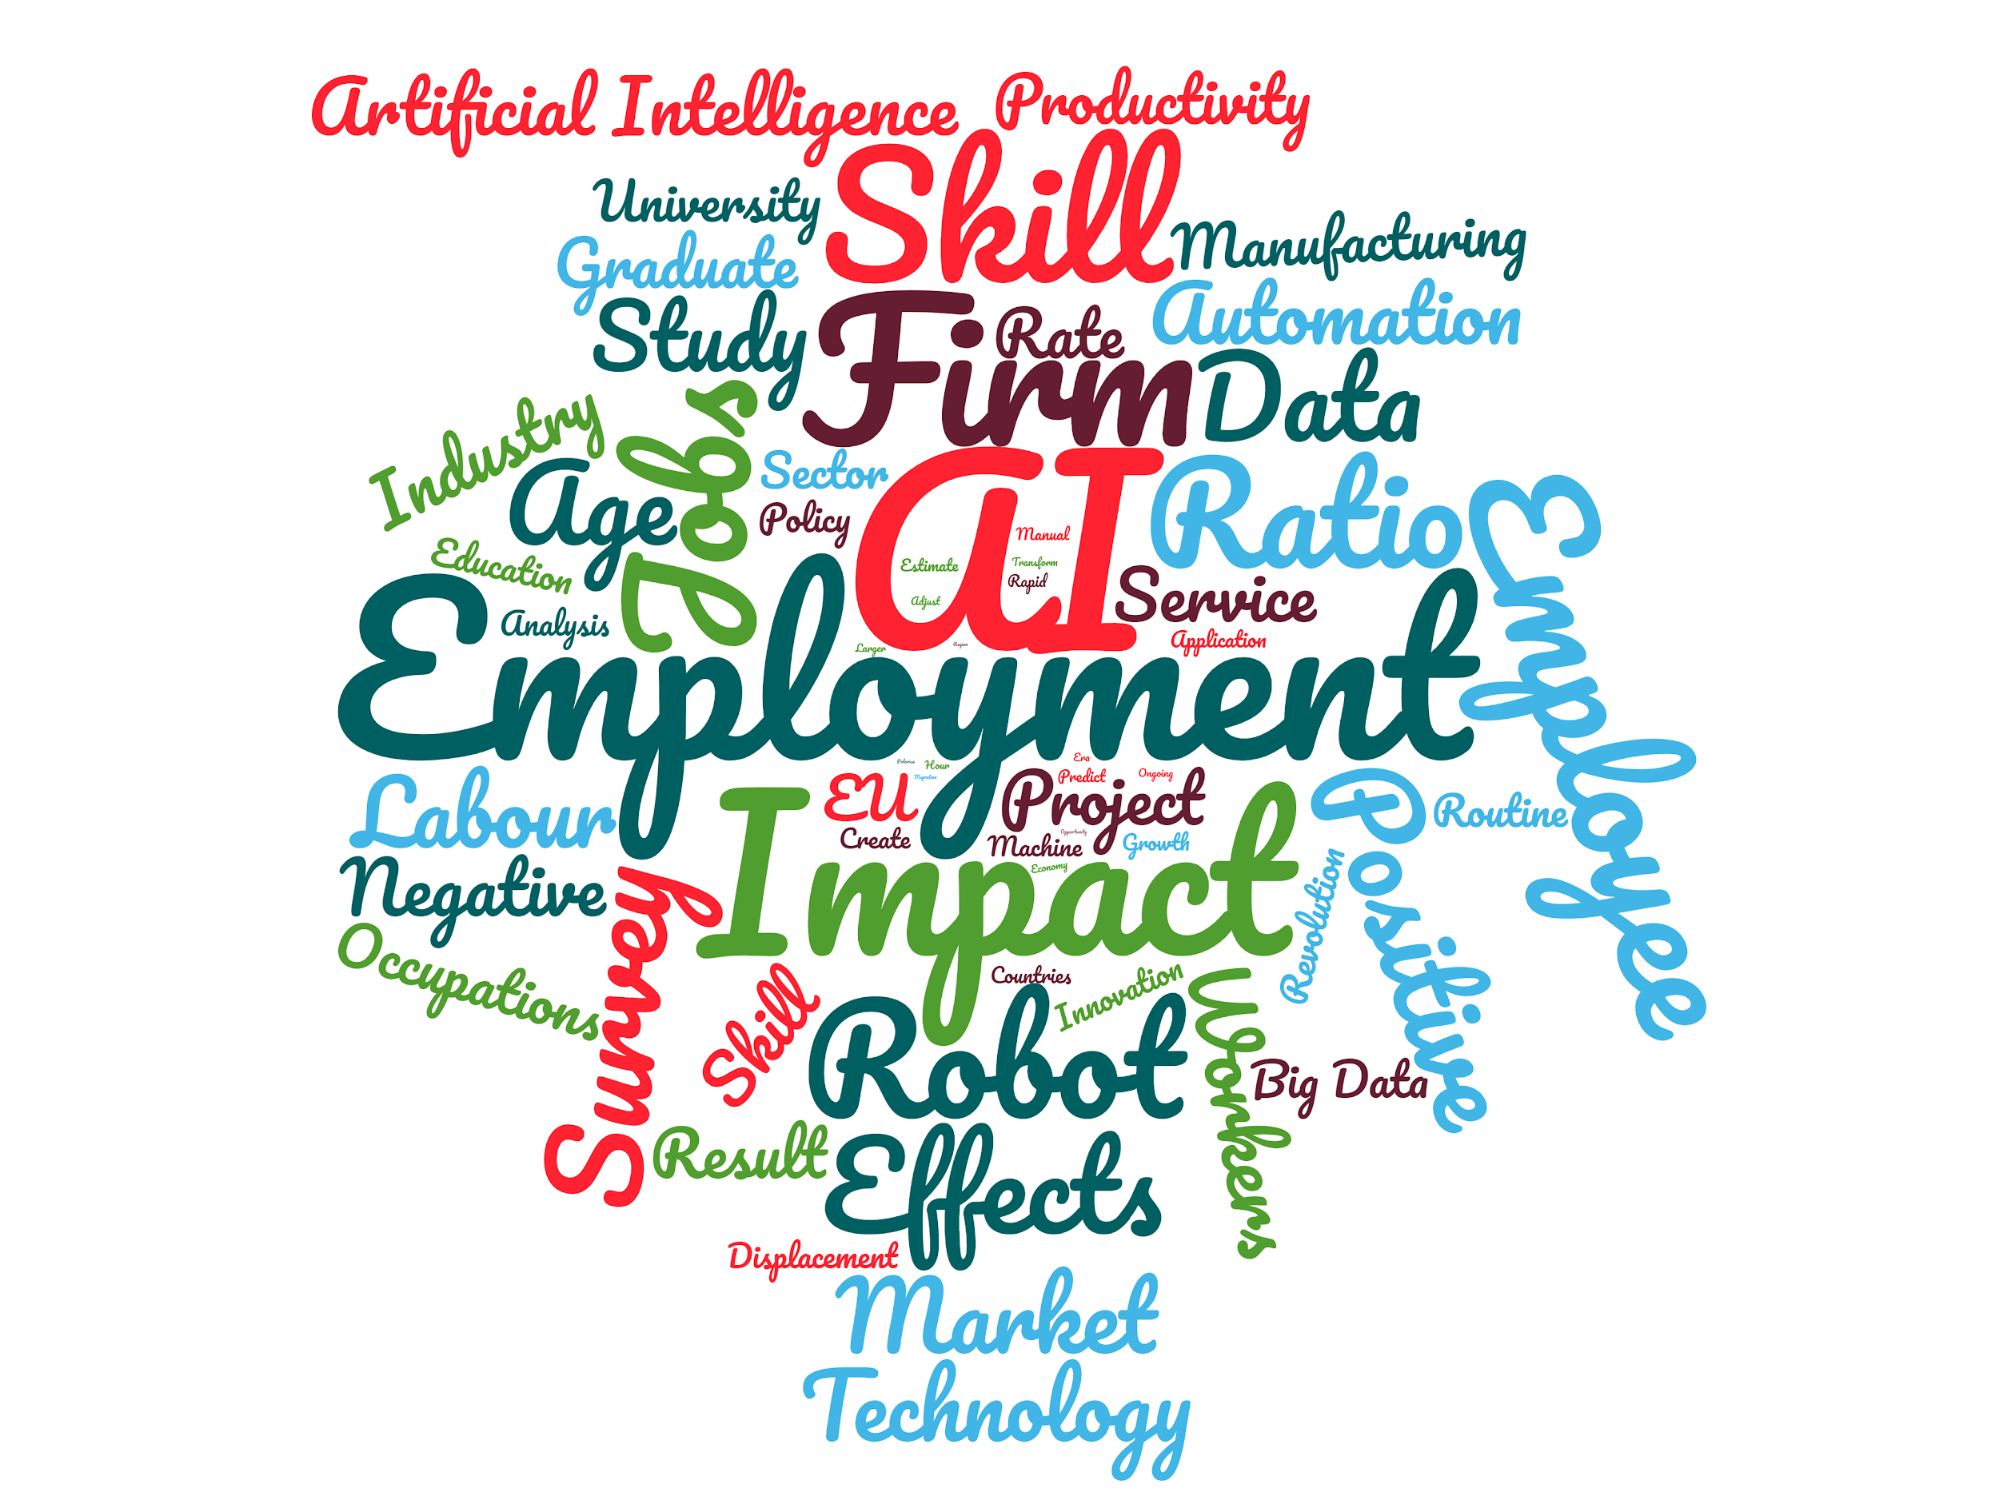 Artificial Intelligence
Productivity
Skill
University
Manufacturing
Graduate
Automation
Study
Firm
Rate
Data
Jobs
Industry
Age
Sector
Policy
AI
Ratio
Employee
Manual
Education
Estimate
Transform
Rapid
Service
Adjust
Analysis
Application
Larger
Employment
Hour
Era
Predict
Ongoing
Migration
Labour
EU
Project
Positive
Routine
Create
Machine
Opportunity
Growth
Economy
Impact
Negative
Survey
Revolution
Occupations
Skill
Countries
Innovation
Workers
Robot
Big Data
Result
Effects
Displacement
Market
Technology